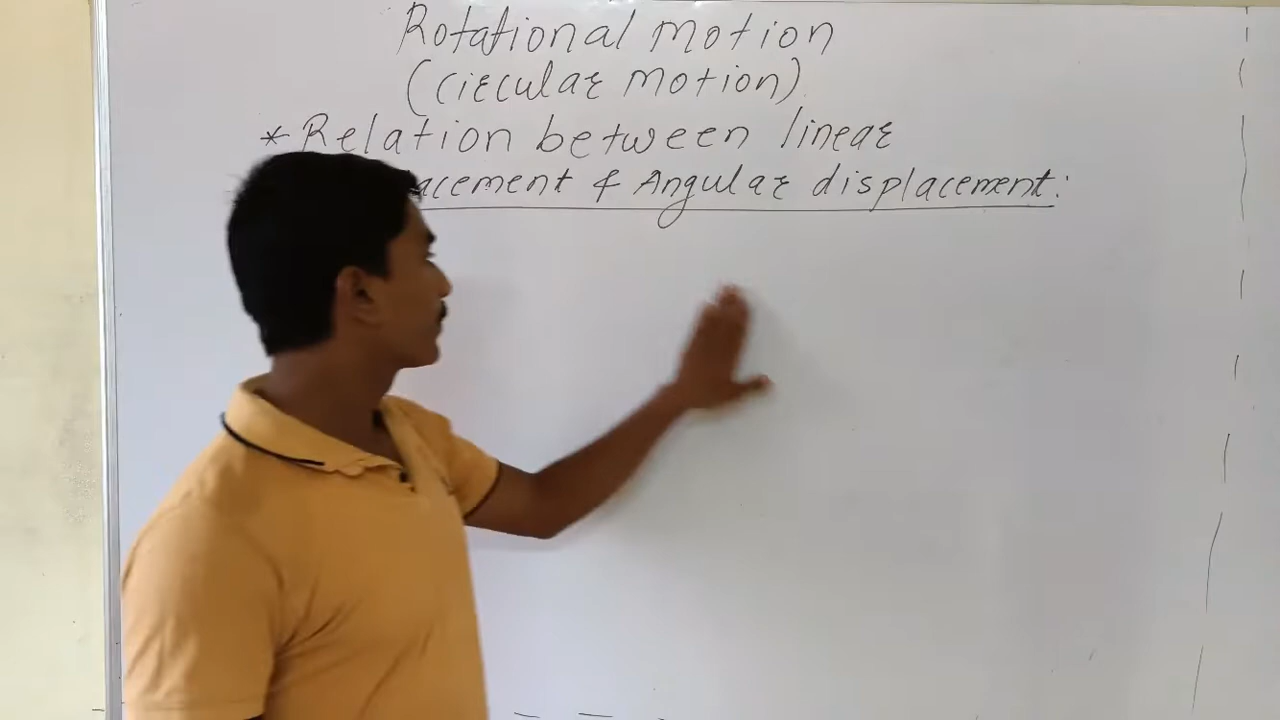 Rotational motion
(circular motion)
* Relation between linear
acement & Angular displacement: